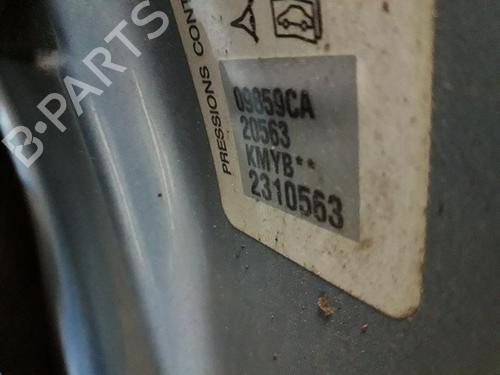 B-PARTS
PRESSIONS CONT
09859CA
20563
KMYB**
2310563